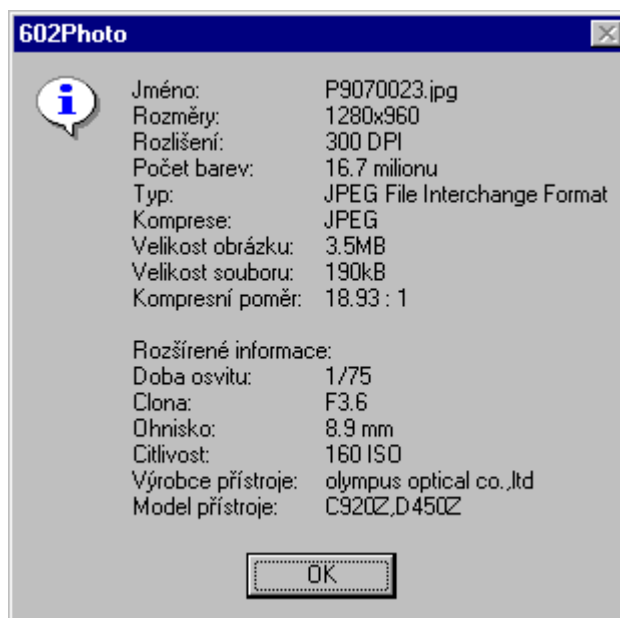 602Photo
Jméno: P9070023.jpg
Rozměry: 1280x960
Rozlišení: 300 DPI
Počet barev: 16.7 milionu
Typ: JPEG File Interchange Format
Komprese: JPEG
Velikost obrázku: 3.5MB
Velikost souboru: 190kB
Kompresní poměr: 18.93 : 1
Rozšírené informace:
Doba osvitu: 1/75
Clona: F3.6
Ohnisko: 8.9 mm
Citlivost: 160 ISO
Výrobce přístroje: olympus optical co.,ltd
Model přístroje: C920Z,D450Z
OK